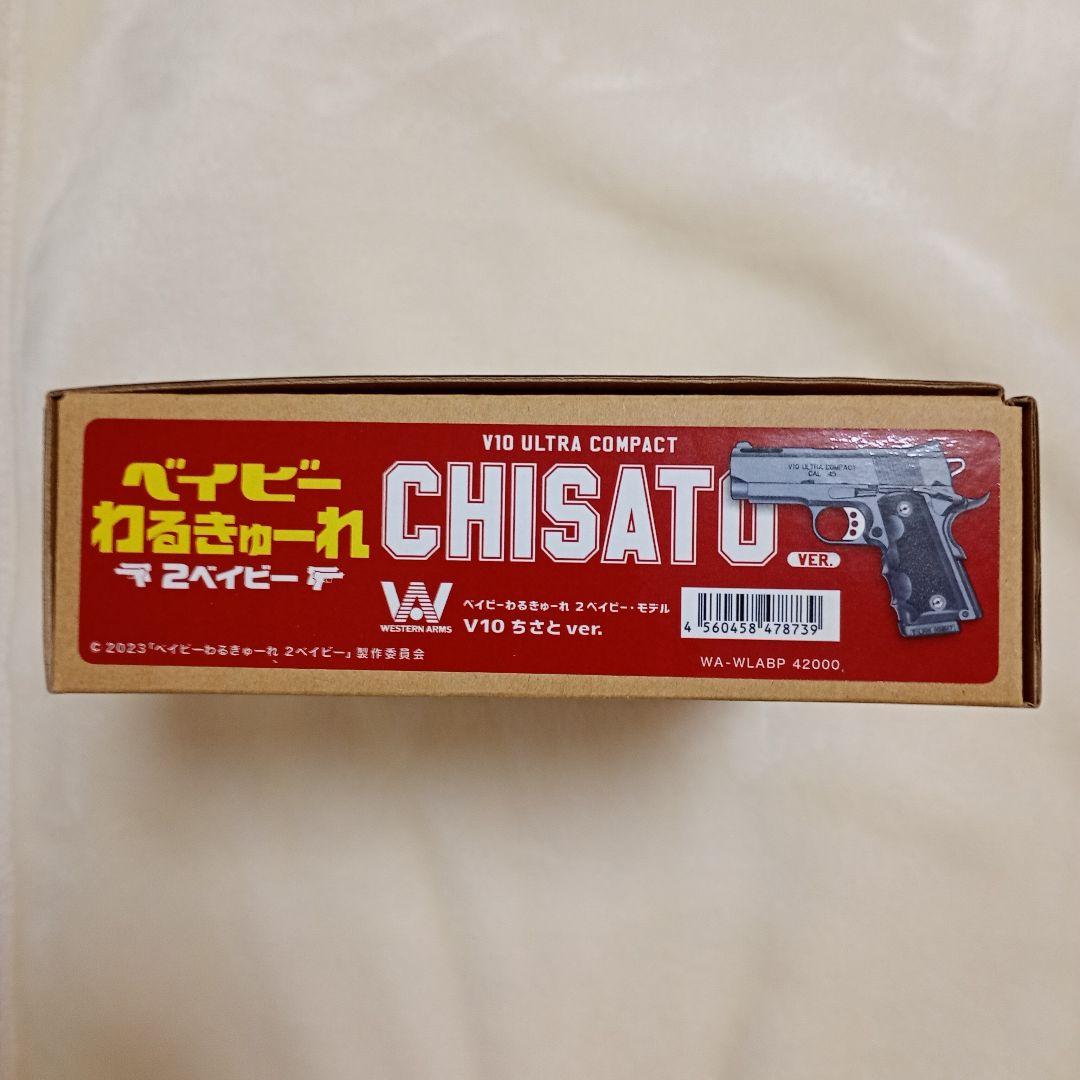 V10 ULTRA COMPACT
CHISATO
VER.
ベイビー
わるきゅーれ
2ベイビー
V10 ULTRA COMPACT
CAL .45
WESTERN ARMS
ベイビーわるきゅーれ 2ベイビー・モデル
V10 ちさと ver.
4 560458 478739
©2023「ベイビーわるきゅーれ 2ベイビー」製作委員会
WA-WLABP 42000